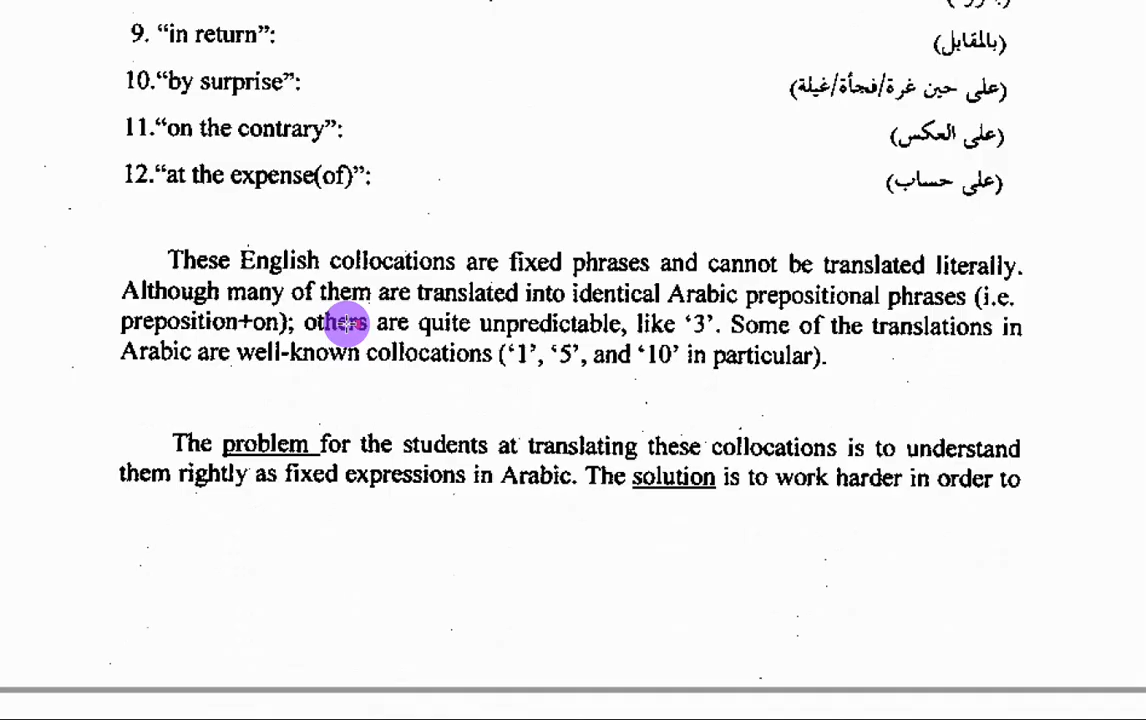 9. “in return”: (بالمقابل)
10.“by surprise”: (على حين غرة/فجأة/غيلة)
11.“on the contrary”: (على العكس)
12.“at the expense(of)”: (على حساب)
These English collocations are fixed phrases and cannot be translated literally.
Although many of them are translated into identical Arabic prepositional phrases (i.e.
preposition+on); others are quite unpredictable, like ‘3’. Some of the translations in
Arabic are well-known collocations (‘1’, ‘5’, and ‘10’ in particular).
The problem for the students at translating these collocations is to understand
them rightly as fixed expressions in Arabic. The solution is to work harder in order to